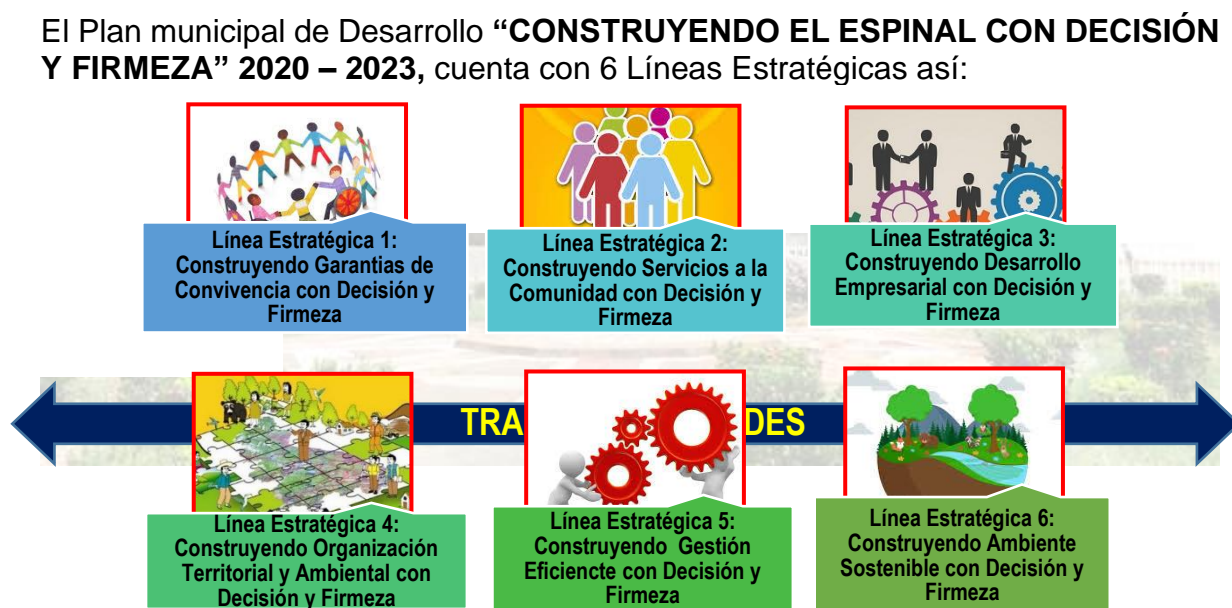 El Plan municipal de Desarrollo “CONSTRUYENDO EL ESPINAL CON DECISIÓN
Y FIRMEZA” 2020 – 2023, cuenta con 6 Líneas Estratégicas así:
Línea Estratégica 1:
Construyendo Garantias de
Convivencia con Decisión y
Firmeza
Línea Estratégica 2:
Construyendo Servicios a la
Comunidad con Decisión y
Firmeza
Línea Estratégica 3:
Construyendo Desarrollo
Empresarial con Decisión y
Firmeza
TRA DES
Línea Estratégica 4:
Construyendo Organización
Territorial y Ambiental con
Decisión y Firmeza
Línea Estratégica 5:
Construyendo Gestión
Eficiencte con Decisión y
Firmeza
Línea Estratégica 6:
Construyendo Ambiente
Sostenible con Decisión y
Firmeza